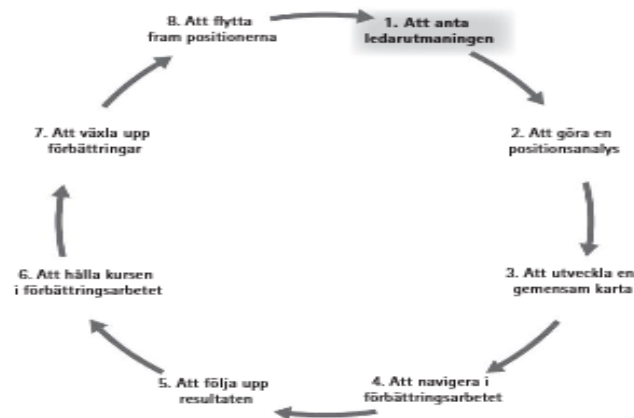 1. Att anta
ledarutmaningen
2. Att göra en
positionsanalys
3. Att utveckla en
gemensam karta
4. Att navigera i
förbättringsarbetet
5. Att följa upp
resultaten
6. Att hålla kursen
i förbättringsarbetet
7. Att växla upp
förbättringar
8. Att flytta
fram positionerna